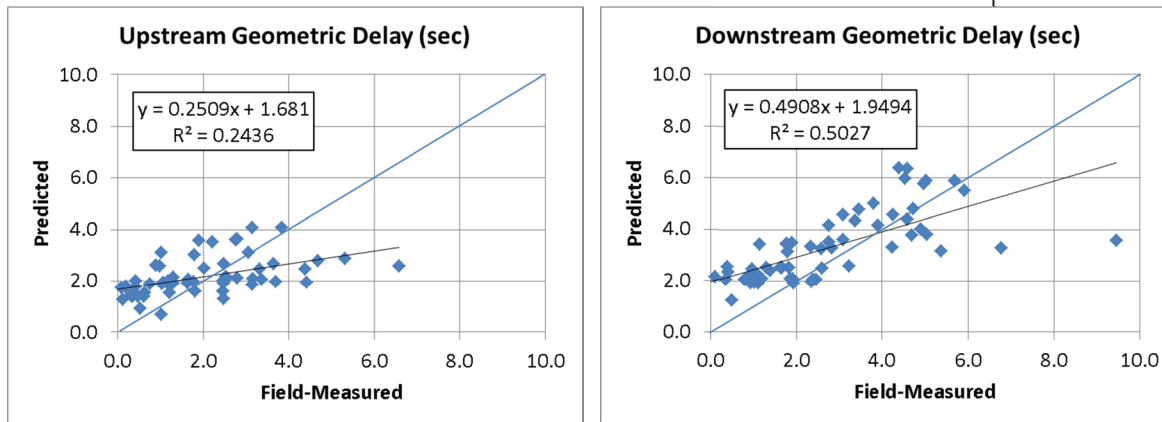 Upstream Geometric Delay (sec)
10.0
y = 0.2509x + 1.681
8.0
R² = 0.2436
6.0
Predicted
4.0
2.0
0.0
0.0 2.0 4.0 6.0 8.0 10.0
Field-Measured
Downstream Geometric Delay (sec)
10.0
y = 0.4908x + 1.9494
8.0
R² = 0.5027
6.0
Predicted
4.0
2.0
0.0
0.0 2.0 4.0 6.0 8.0 10.0
Field-Measured